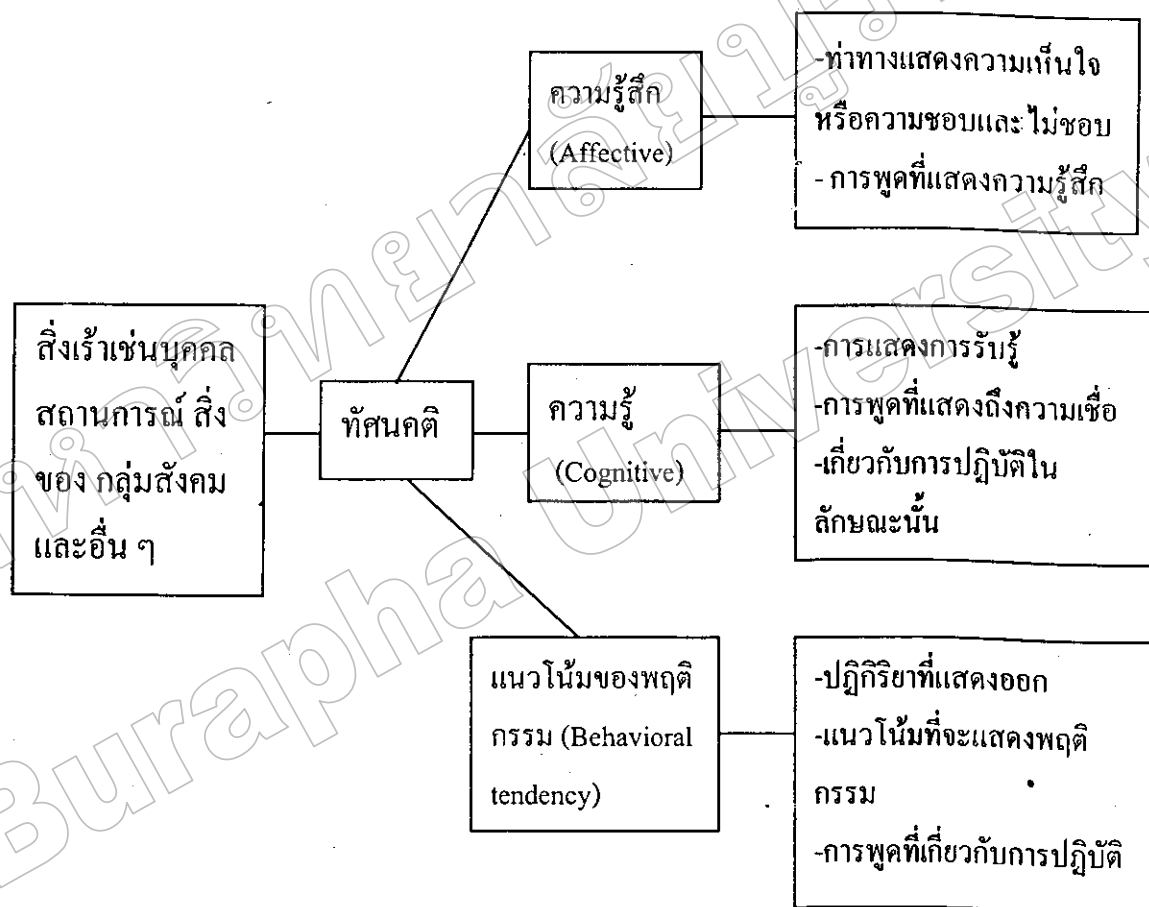 ความรู้สึก
(Affective)
-ท่าทางแสดงความเห็นใจ
หรือความชอบและ ไม่ชอบ
- การพูดที่แสดงความรู้สึก
สิ่งเร้าเช่นบุคคล
สถานการณ์ สิ่ง
ของ กลุ่มสังคม
และอื่น ๆ
ทัศนคติ
ความรู้
(Cognitive)
-การแสดงการรับรู้
-การพูดที่แสดงถึงความเชื่อ
-เกี่ยวกับการปฏิบัติใน
ลักษณะนั้น
แนวโน้มของพฤติ
กรรม (Behavioral
tendency)
-ปฏิกิริยาที่แสดงออก
-แนวโน้มที่จะแสดงพฤติ
กรรม
-การพูดที่เกี่ยวกับการปฏิบัติ
Burapha University